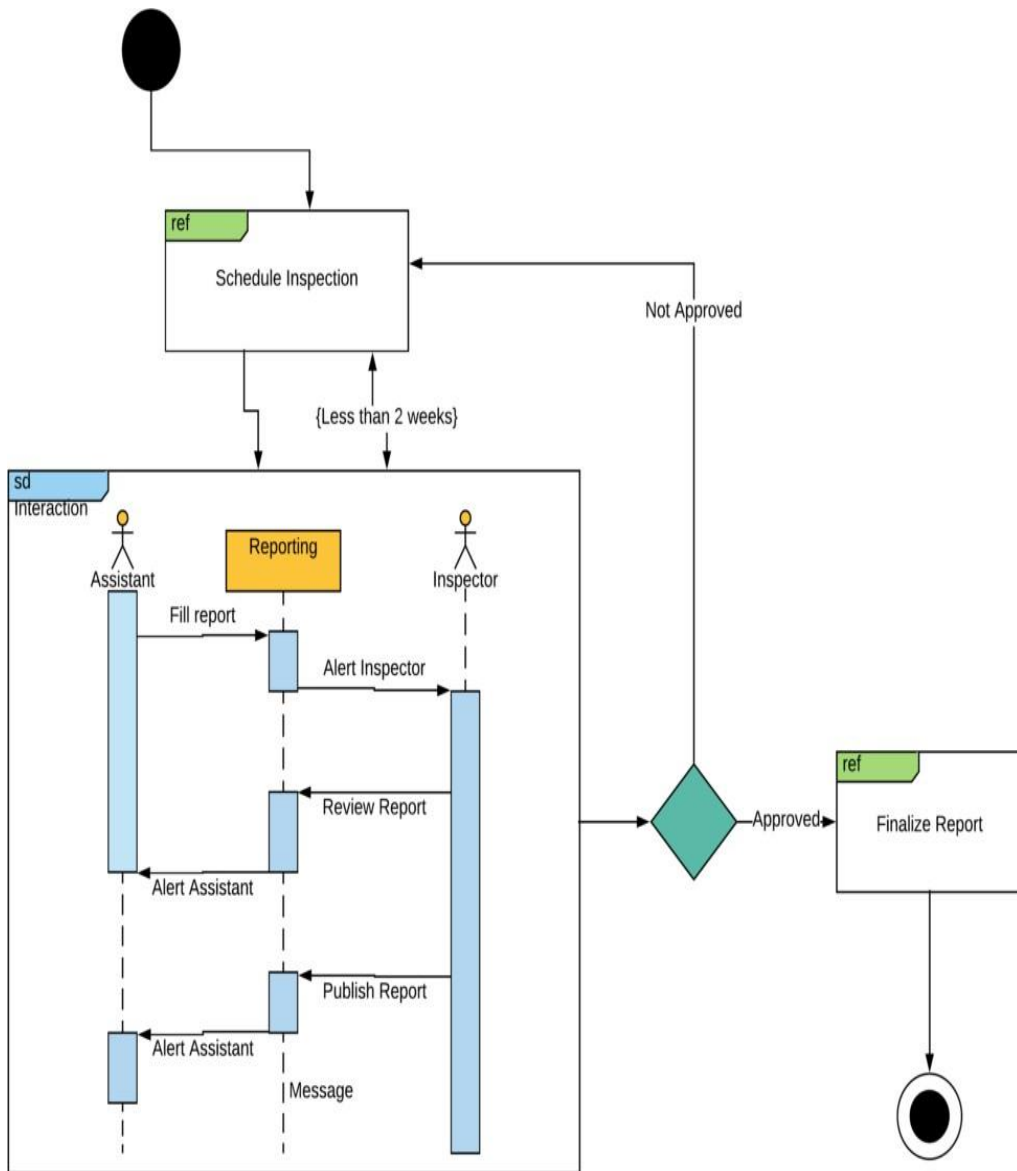 ref
Schedule Inspection
Not Approved
{Less than 2 weeks}
sd
Interaction
Assistant
Reporting
Inspector
Fill report
Alert Inspector
Review Report
Alert Assistant
Publish Report
Alert Assistant
Message
Approved
ref
Finalize Report